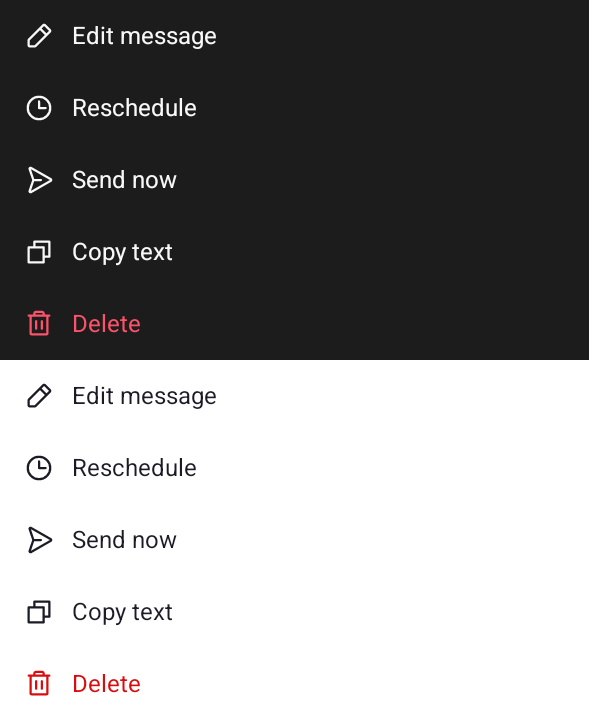 Edit message
Reschedule
Send now
Copy text
Delete
Edit message
Reschedule
Send now
Copy text
Delete